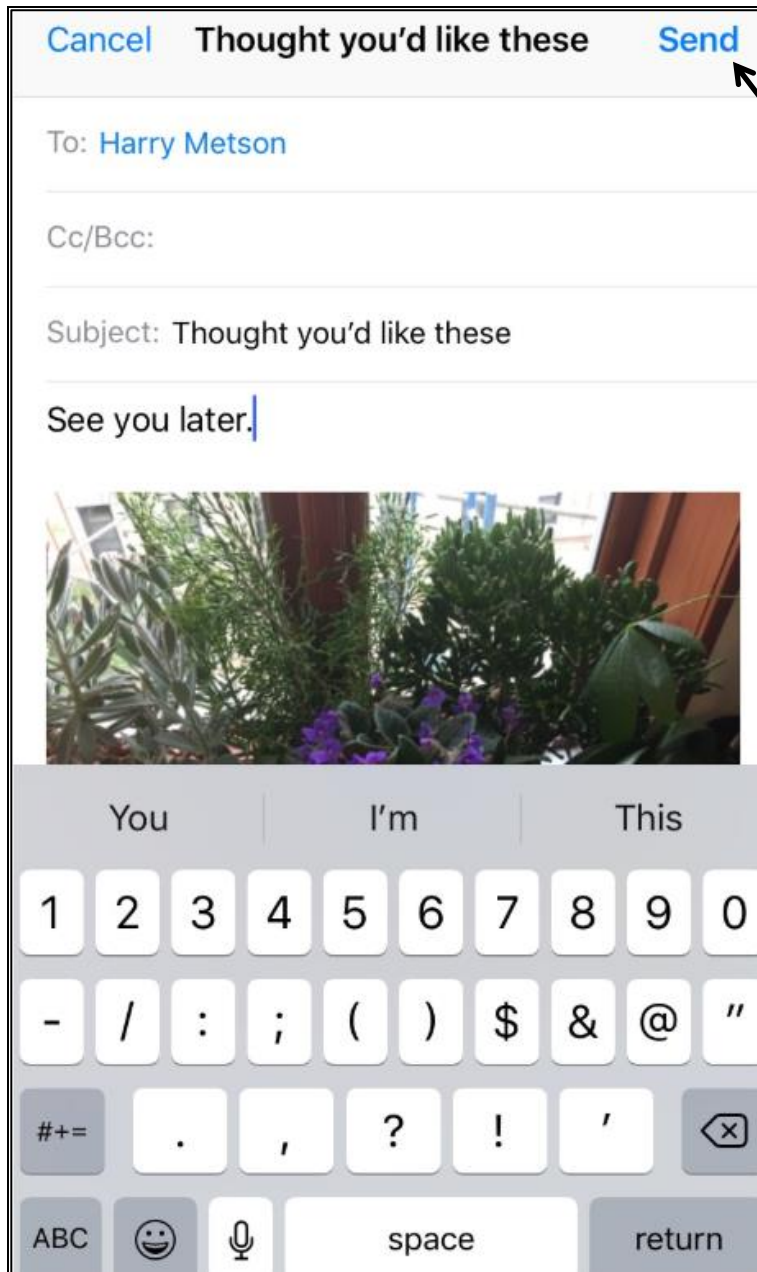 Cancel Thought you’d like these Send
To: Harry Metson
Cc/Bcc:
Subject: Thought you’d like these
See you later.
You I’m This
1 2 3 4 5 6 7 8 9 0
- / : ; ( ) $ & @ "
#+= . , ? ! ’
ABC space return